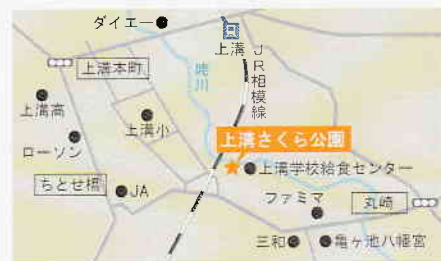 ダイエー
上溝
JR相模線
鳩川
上溝本町
上溝高
上溝小
ローソン
上溝さくら公園
上溝学校給食センター
ちとせ橋
JA
ファミマ
丸崎
三和
亀ヶ池八幡宮